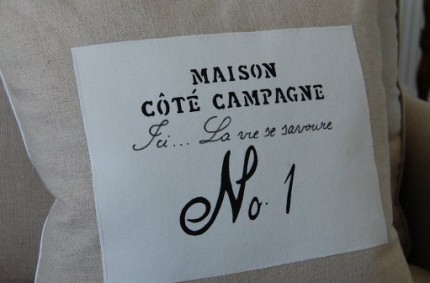 MAISON
CÔTÉ CAMPAGNE
Ici... La vie se savoure
No. 1